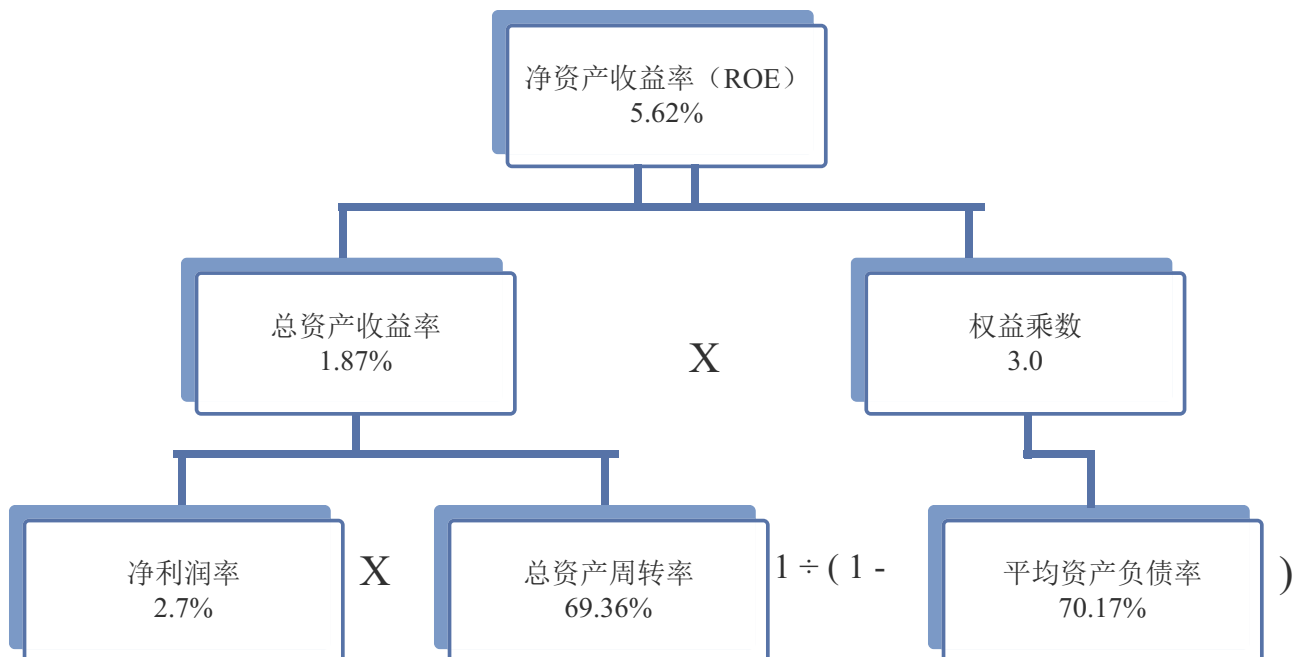 净资产收益率（ROE）
5.62%
总资产收益率
1.87%
X
权益乘数
3.0
净利润率
2.7%
X
总资产周转率
69.36%
1 ÷ ( 1 -
平均资产负债率
70.17%
)